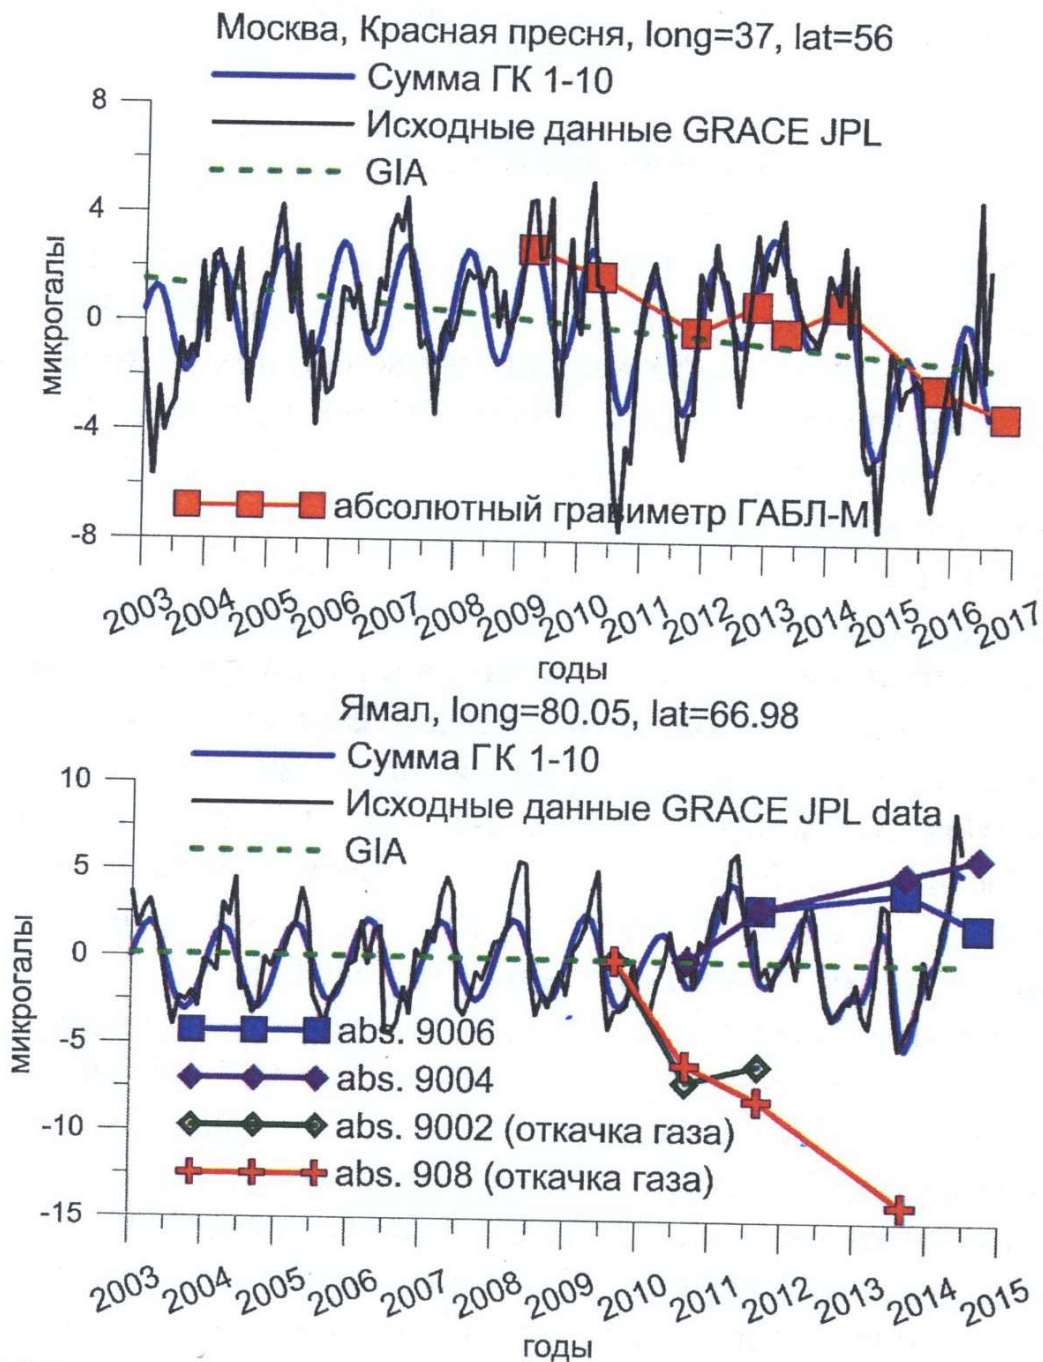 Москва, Красная пресня, long=37, lat=56
Сумма ГК 1-10
Исходные данные GRACE JPL
GIA
8
4
0
-4
-8
микрогалы
абсолютный гравиметр ГАБЛ-М
2003 2004 2005 2006 2007 2008 2009 2010 2011 2012 2013 2014 2015 2016 2017
годы
Ямал, long=80.05, lat=66.98
Сумма ГК 1-10
Исходные данные GRACE JPL data
GIA
10
5
0
-5
-10
-15
микрогалы
abs. 9006
abs. 9004
abs. 9002 (откачка газа)
abs. 908 (откачка газа)
2003 2004 2005 2006 2007 2008 2009 2010 2011 2012 2013 2014 2015
годы